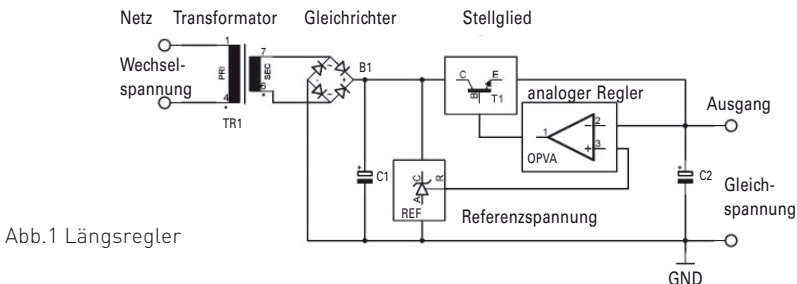 Netz Transformator Gleichrichter Stellglied
Wechsel-
spannung
1
4
PRI
7
SEC
TR1
~
~
-
+
B1
C
E
B
T1
analoger Regler
1
2
3
-
+
OPVA
Ausgang
+
C1
A
C
R
REF
Referenzspannung
+
C2
Gleich-
spannung
Abb.1 Längsregler
GND